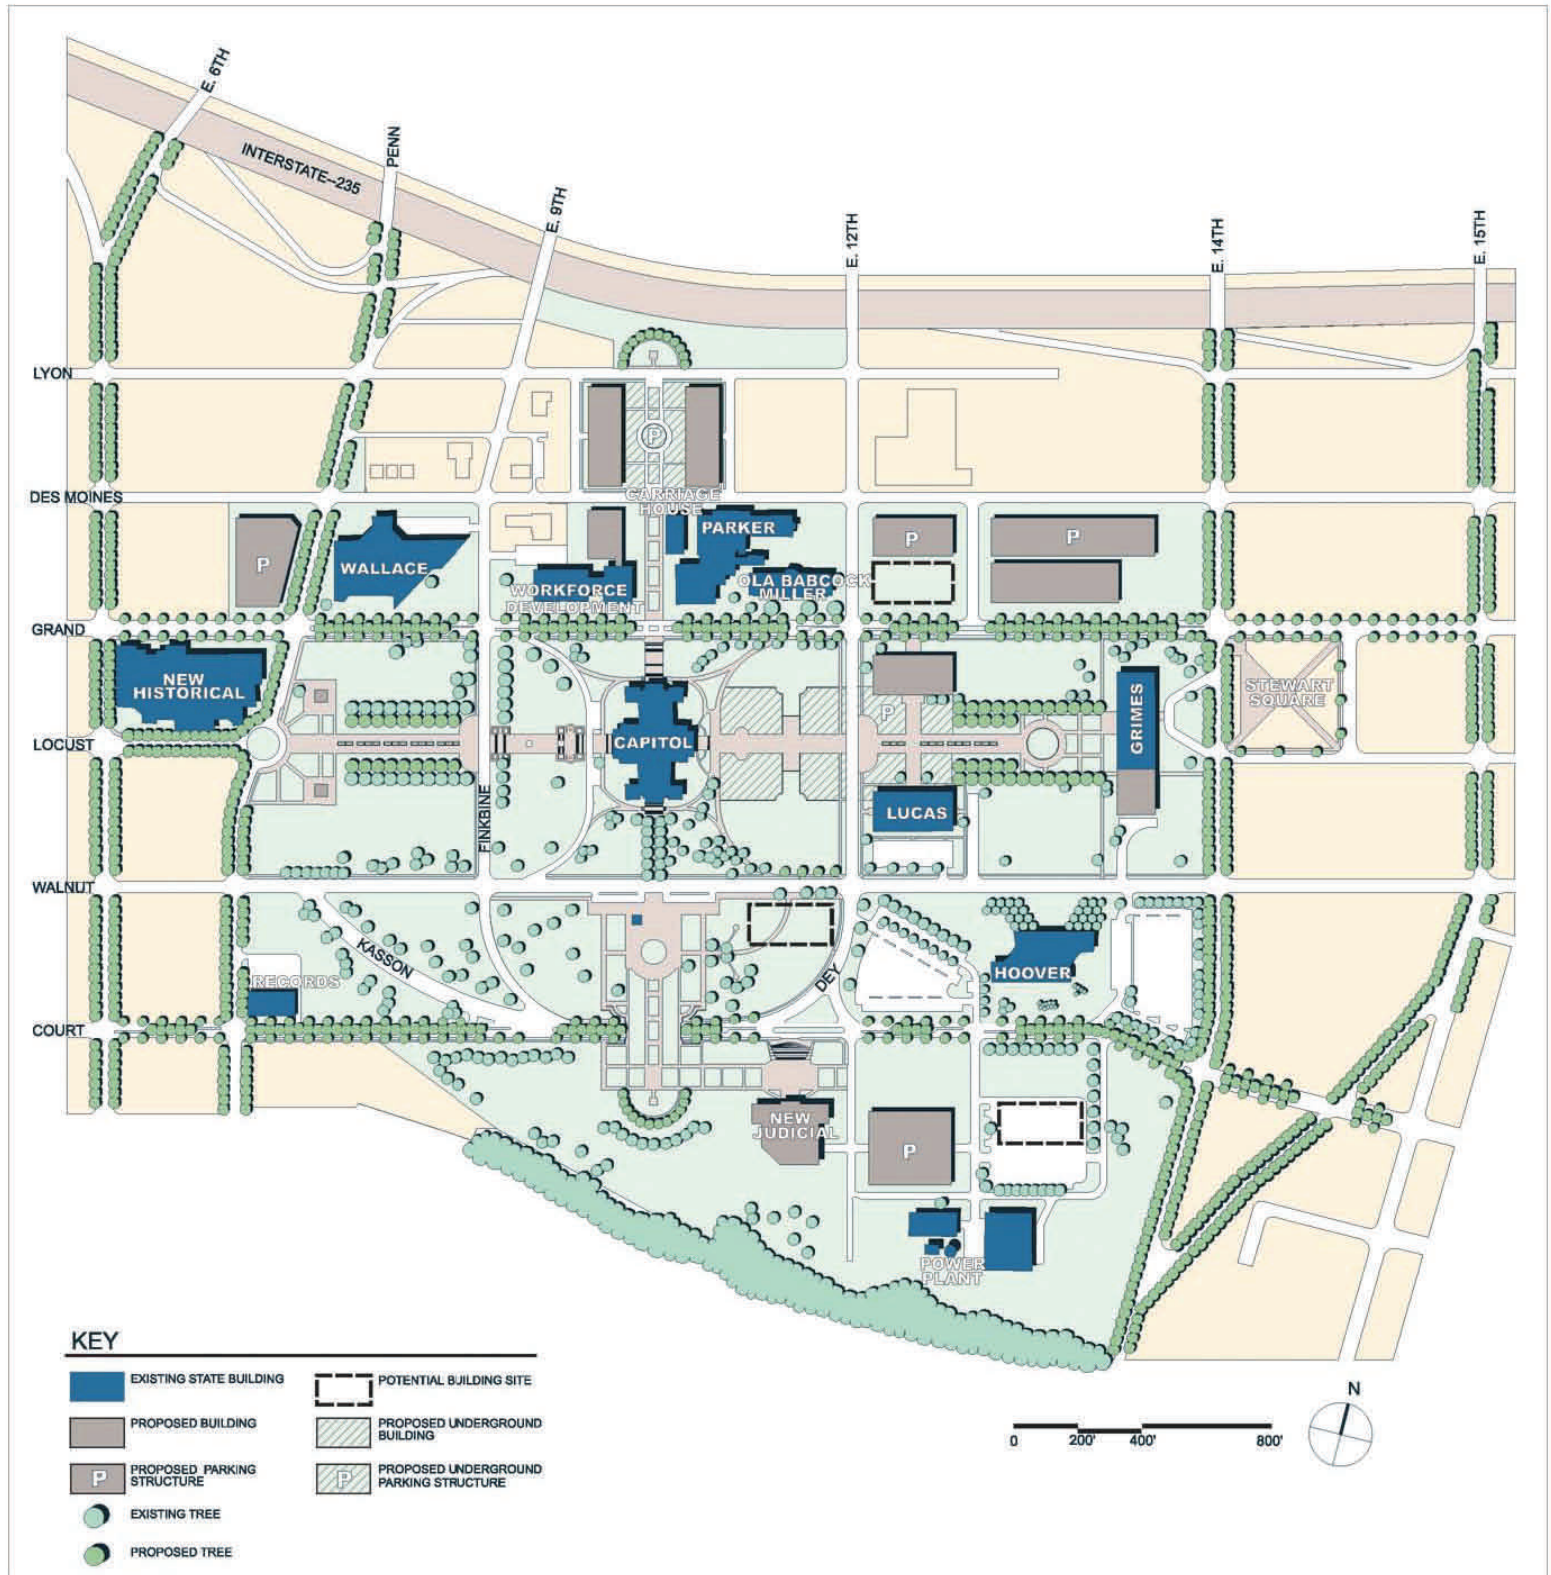 E. 6TH
PENN
INTERSTATE--235
E. 9TH
E. 12TH
E. 14TH
E. 15TH
LYON
P
DES MOINES
CARRIAGE
HOUSE
PARKER
P
P
P
WALLACE
WORKFORCE
DEVELOPMENT
OLA BABCOCK
MILLER
GRAND
NEW
HISTORICAL
STEWART
SQUARE
P
GRIMES
LOCUST
CAPITOL
FINKBINE
LUCAS
WALNUT
KASSON
RECORDS
DEY
HOOVER
COURT
NEW
JUDICIAL
P
POWER
PLANT
KEY
EXISTING STATE BUILDING
POTENTIAL BUILDING SITE
PROPOSED BUILDING
PROPOSED UNDERGROUND
BUILDING
P
PROPOSED PARKING
STRUCTURE
P
PROPOSED UNDERGROUND
PARKING STRUCTURE
EXISTING TREE
PROPOSED TREE
0 200' 400' 800'
N